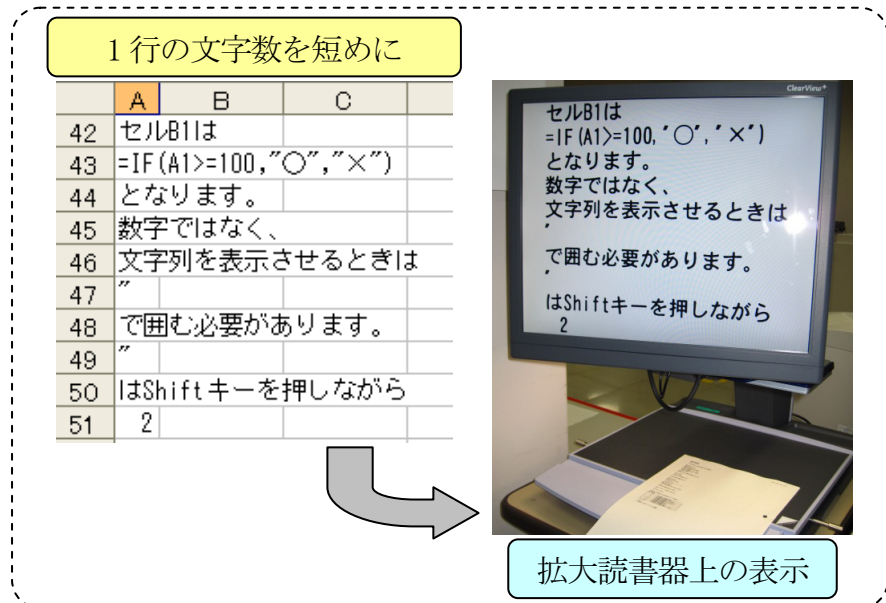 1行の文字数を短めに
A B C
42 セルB1は
43 =IF(A1>=100,"○","×")
44 となります。
45 数字ではなく、
46 文字列を表示させるときは
47 "
48 で囲む必要があります。
49 "
50 はShiftキーを押しながら
51 2
ClearView+
セルB1は
=IF(A1>=100,"○","×")
となります。
数字ではなく、
文字列を表示させるときは
"
で囲む必要があります。
"
はShiftキーを押しながら
2
拡大読書器上の表示